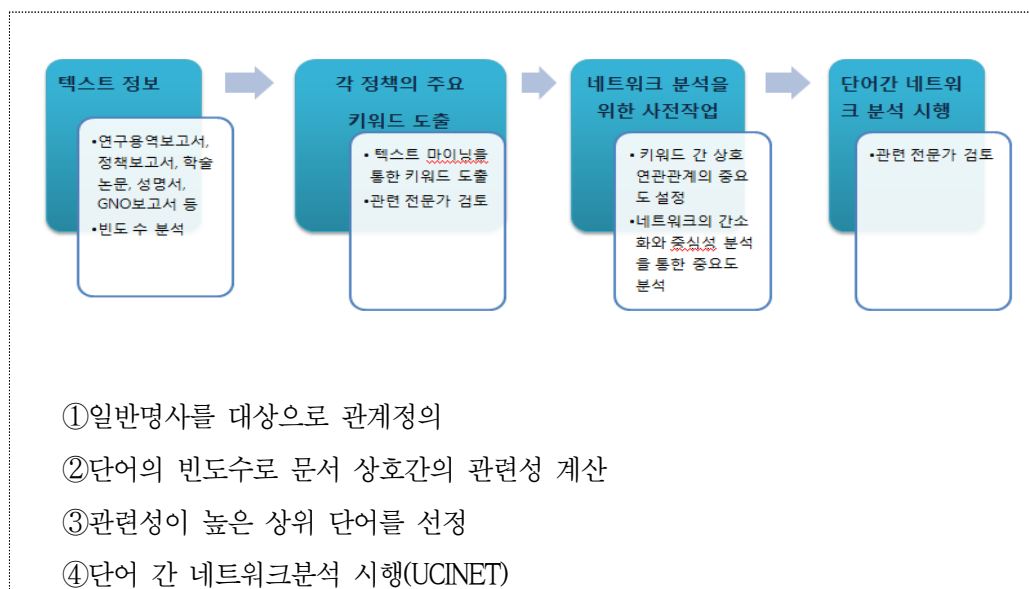 텍스트 정보
•연구용역보고서,
정책보고서, 학술
논문, 성명서,
GNO보고서 등
•빈도 수 분석
각 정책의 주요
키워드 도출
• 텍스트 마이닝을
통한 키워드 도출
•관련 전문가 검토
네트워크 분석을
위한 사전작업
• 키워드 간 상호
연관관계의 중요
도 설정
•네트워크의 간소
화와 중심성 분석
을 통한 중요도
분석
단어간 네트워
크 분석 시행
•관련 전문가 검토
①일반명사를 대상으로 관계정의
②단어의 빈도수로 문서 상호간의 관련성 계산
③관련성이 높은 상위 단어를 선정
④단어 간 네트워크분석 시행(UCINET)